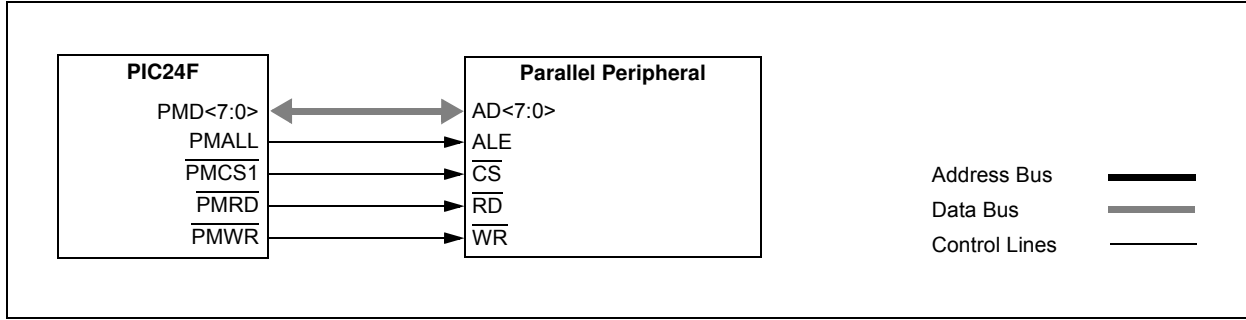 PIC24F
PMD<7:0>
PMALL
PMCS1
PMRD
PMWR
Parallel Peripheral
AD<7:0>
ALE
CS
RD
WR
Address Bus
Data Bus
Control Lines